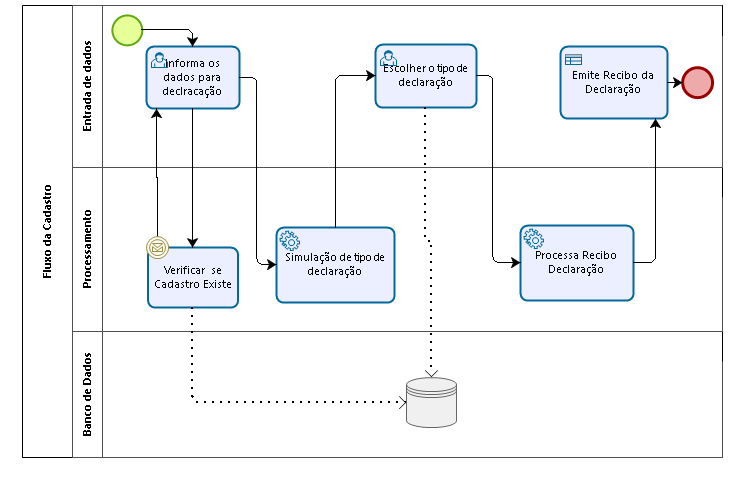 Fluxo da Cadastro
Entrada de dados
Informa os
dados para
declracação
Escolher o tipo de
declaração
Emite Recibo da
Declaração
Processamento
Verificar se
Cadastro Existe
Simulação de tipo de
declaração
Processa Recibo
Declaração
Banco de Dados